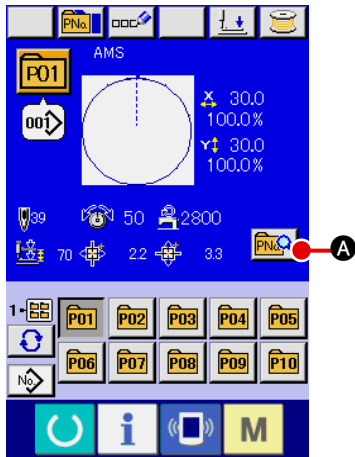 PNo.
AMS
P01
001
X 30.0
100.0%
Y 30.0
100.0%
39 50 2800
70 2.2 3.3
PNo.
A
1-
P01 P02 P03 P04 P05
No.
P06 P07 P08 P09 P10
i M